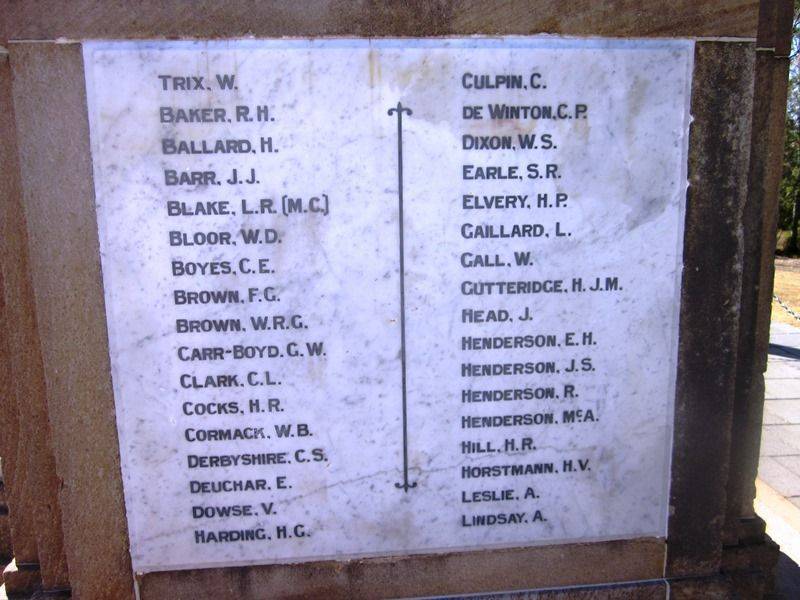 TRIX, W.
BAKER, R.H.
BALLARD, H.
BARR, J.J.
BLAKE, L.R. (M.C.)
BLOOR, W.D.
BOYES, C.E.
BROWN, F.G.
BROWN, W.R.G.
CARR-BOYD, G.W.
CLARK, C.L.
COCKS, H.R.
CORMACK, W.B.
DERBYSHIRE, C.S.
DEUCHAR, E.
DOWSE, V.
HARDING, H.G.
CULPIN, C.
DE WINTON, C.P.
DIXON, W.S.
EARLE, S.R.
ELVERY, H.P.
GAILLARD, L.
GALL, W.
GUTTERIDGE, H.J.M.
HEAD, J.
HENDERSON, E.H.
HENDERSON, J.S.
HENDERSON, R.
HENDERSON, McA.
HILL, H.R.
HORSTMANN, H.V.
LESLIE, A.
LINDSAY, A.